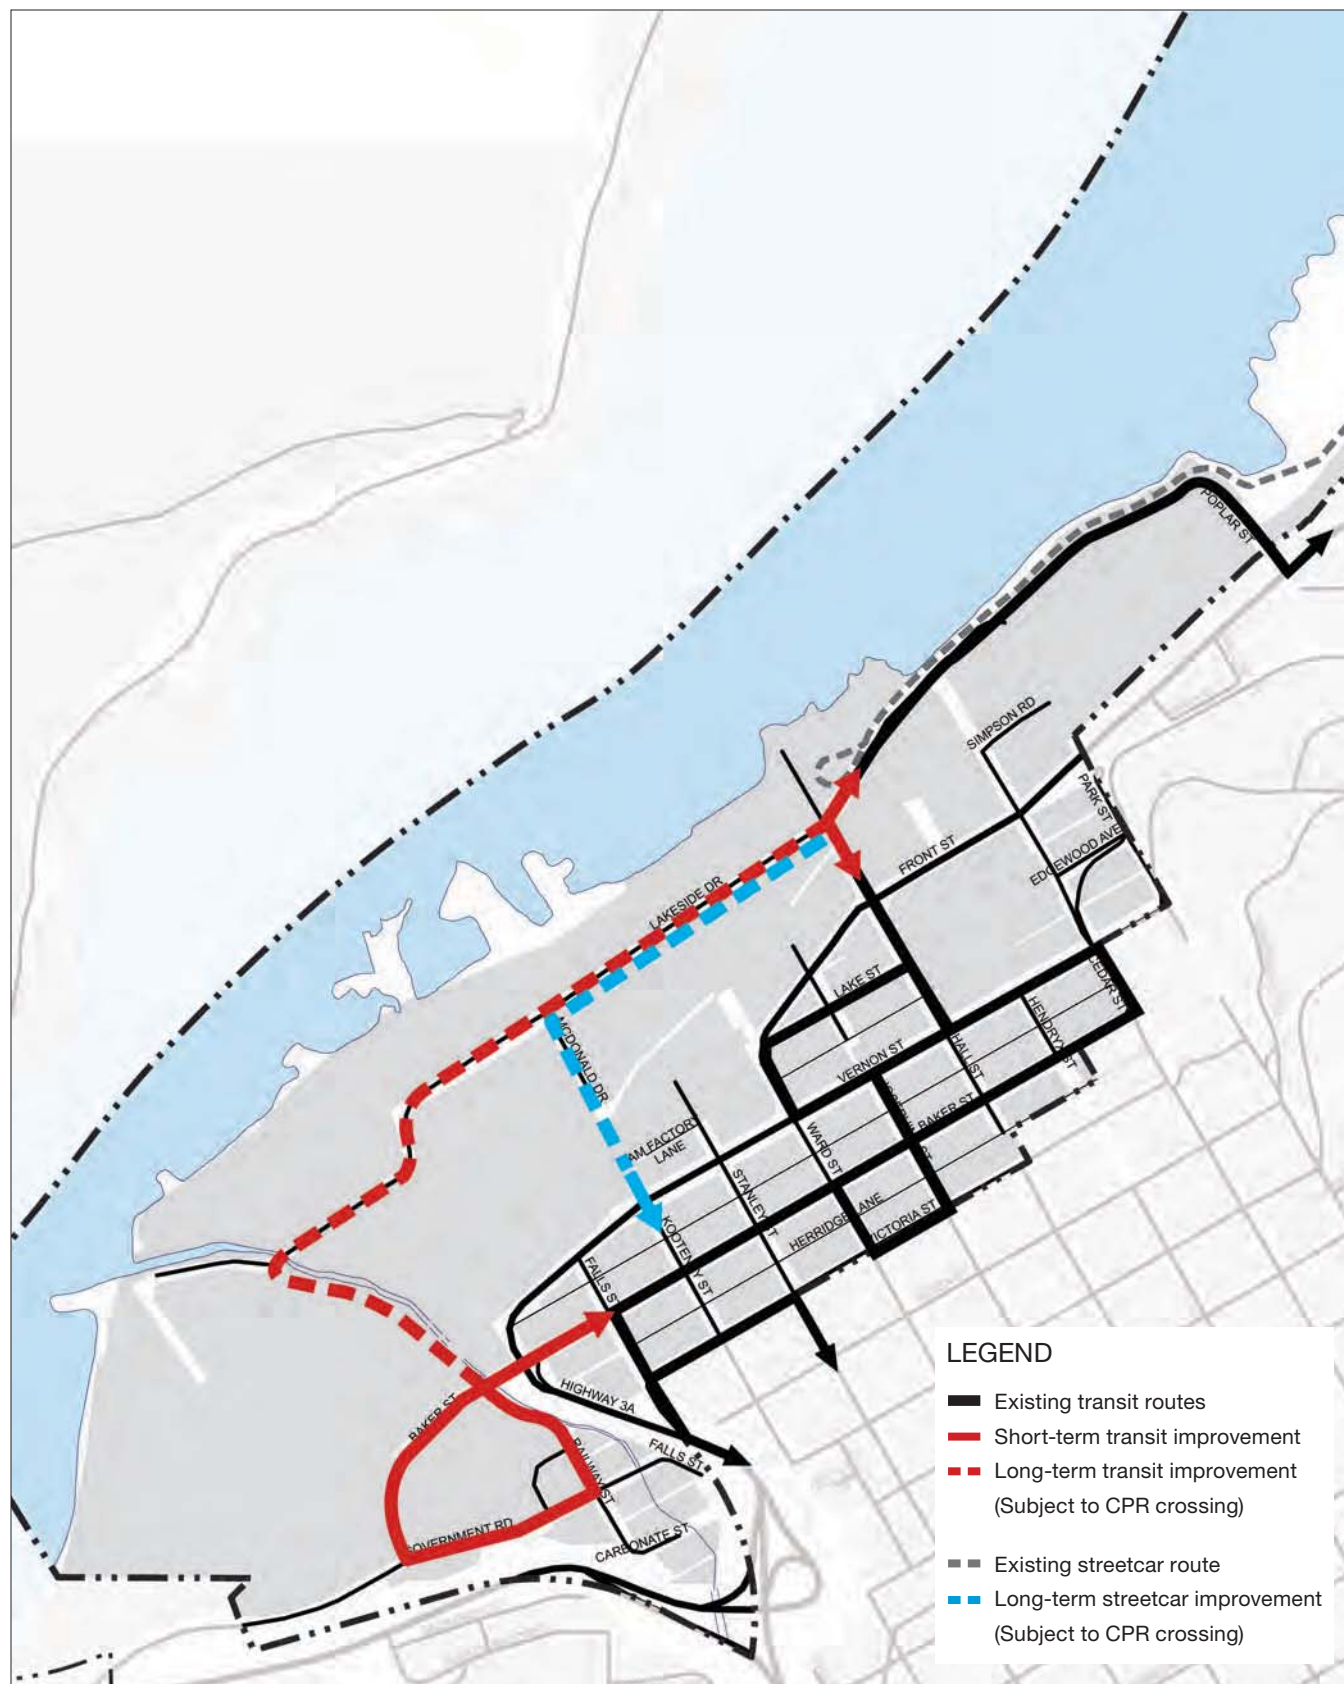 POPLAR ST
SIMPSON RD
PARK ST
FRONT ST
EDGEWOOD AVE
LAKESIDE DR
CEDAR ST
LAKE ST
HENDRYX ST
MCDONALD DR
VERNON ST
HALL ST
BAKER ST
WARD ST
LANE
STANLEY ST
HERRIDGE LANE
KOOTENAY ST
FALLS ST
HIGHWAY 3A
BAKER ST
RAILWAY ST
FALLS ST
GOVERNMENT RD
CARBONATE ST
LEGEND
Existing transit routes
Short-term transit improvement
Long-term transit improvement
(Subject to CPR crossing)
Existing streetcar route
Long-term streetcar improvement
(Subject to CPR crossing)